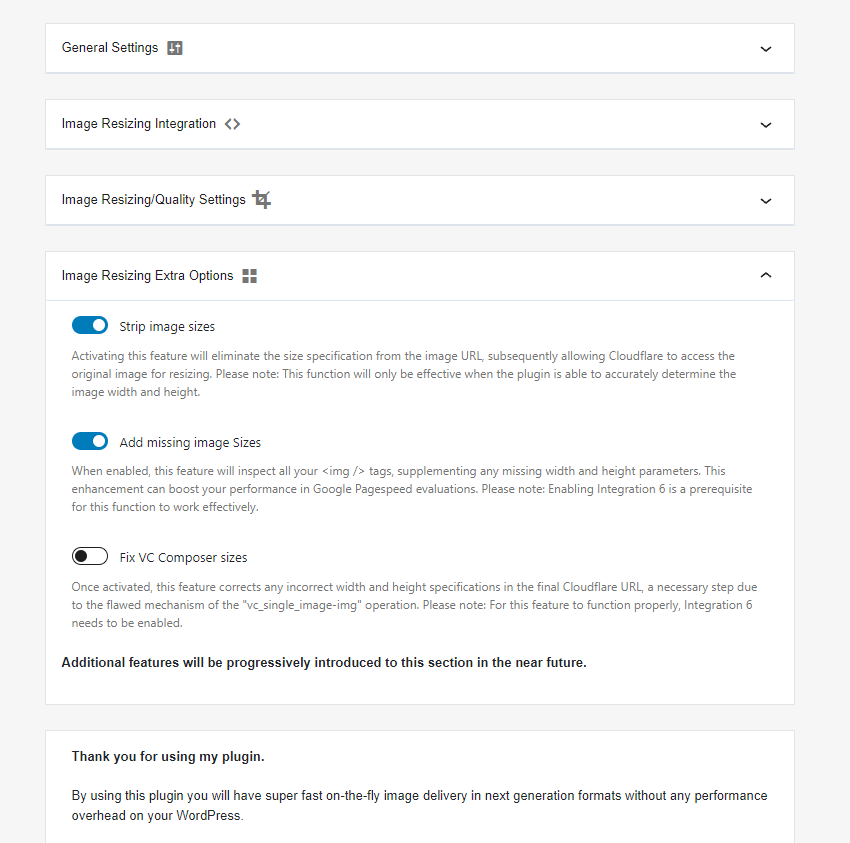 General Settings
Image Resizing Integration
Image Resizing/Quality Settings
Image Resizing Extra Options
Strip image sizes
Activating this feature will eliminate the size specification from the image URL, subsequently allowing Cloudflare to access the
original image for resizing. Please note: This function will only be effective when the plugin is able to accurately determine the
image width and height.
Add missing image Sizes
When enabled, this feature will inspect all your <img /> tags, supplementing any missing width and height parameters. This
enhancement can boost your performance in Google Pagespeed evaluations. Please note: Enabling Integration 6 is a prerequisite
for this function to work effectively.
Fix VC Composer sizes
Once activated, this feature corrects any incorrect width and height specifications in the final Cloudflare URL, a necessary step due
to the flawed mechanism of the "vc_single_image-img" operation. Please note: For this feature to function properly, Integration 6
needs to be enabled.
Additional features will be progressively introduced to this section in the near future.
Thank you for using my plugin.
By using this plugin you will have super fast on-the-fly image delivery in next generation formats without any performance
overhead on your WordPress.